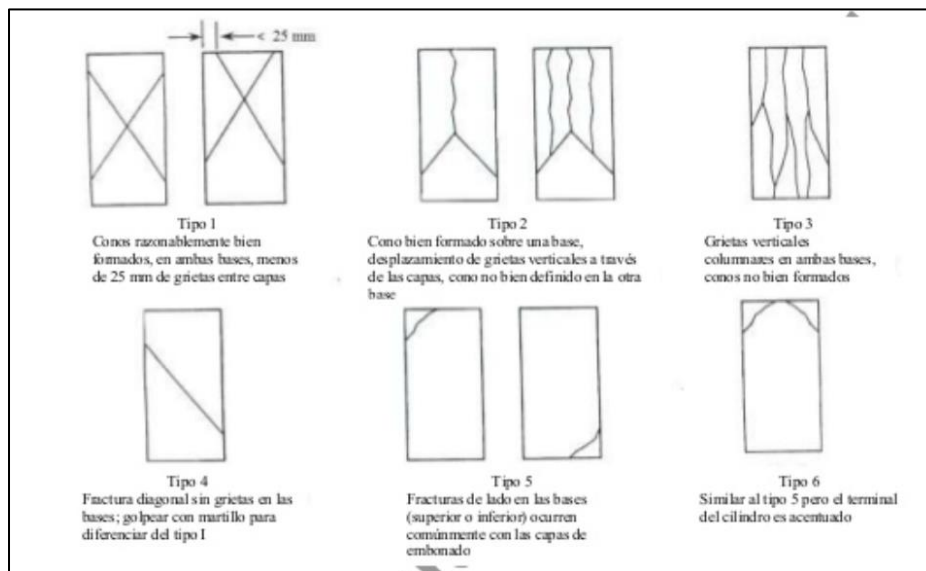 < 25 mm
Tipo 1
Conos razonablemente bien
formados, en ambas bases, menos
de 25 mm de grietas entre capas
Tipo 2
Cono bien formado sobre una base,
desplazamiento de grietas verticales a través
de las capas, cono no bien definido en la otra
base
Tipo 3
Grietas verticales
columnares en ambas bases,
conos no bien formados
Tipo 4
Fractura diagonal sin grietas en las
bases; golpear con martillo para
diferenciar del tipo I
Tipo 5
Fracturas de lado en las bases
(superior o inferior) ocurren
comúnmente con las capas de
embonado
Tipo 6
Similar al tipo 5 pero el terminal
del cilindro es acentuado